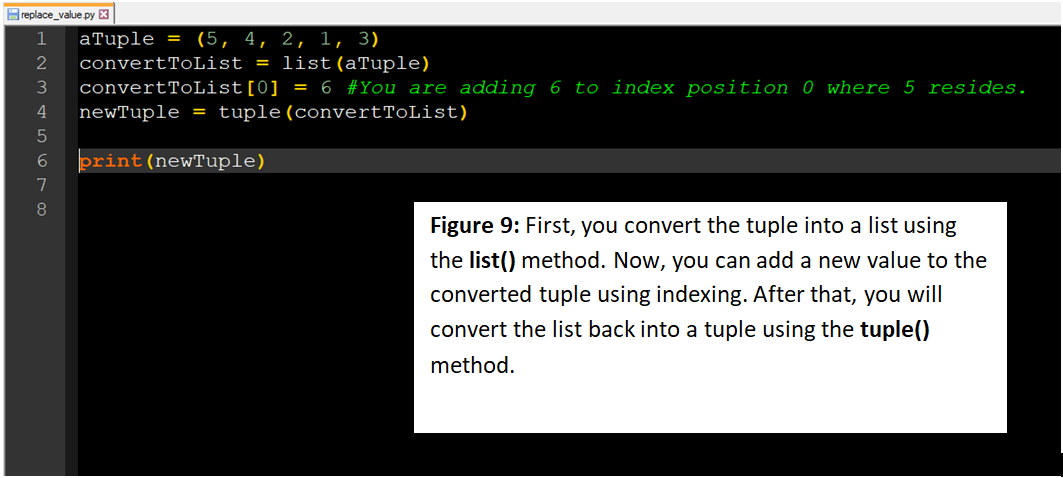 replace_value.py
1 aTuple = (5, 4, 2, 1, 3)
2 convertToList = list(aTuple)
3 convertToList[0] = 6 #You are adding 6 to index position 0 where 5 resides.
4 newTuple = tuple(convertToList)
5
6 print(newTuple)
7
8
Figure 9: First, you convert the tuple into a list using
the list() method. Now, you can add a new value to the
converted tuple using indexing. After that, you will
convert the list back into a tuple using the tuple()
method.